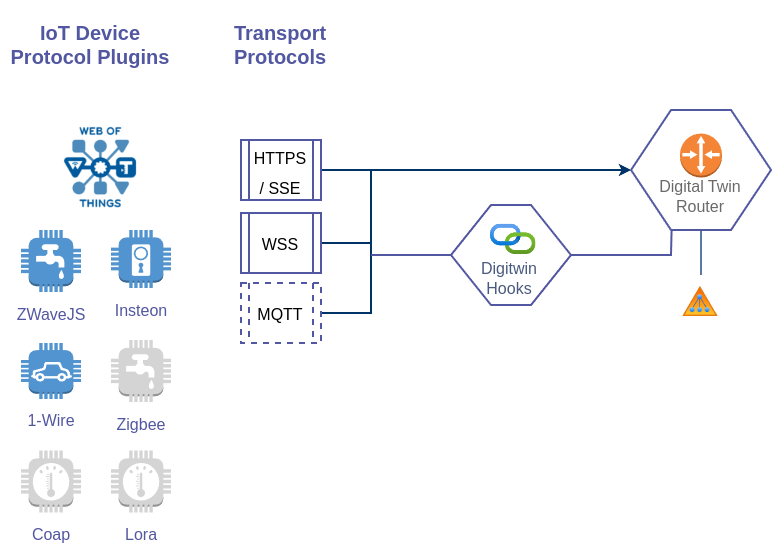 IoT Device
Protocol Plugins
Transport
Protocols
WEB OF
W T
THINGS
HTTPS
/ SSE
WSS
MQTT
Digitwin
Hooks
Digital Twin
Router
ZWaveJS
Insteon
1-Wire
Zigbee
Coap
Lora